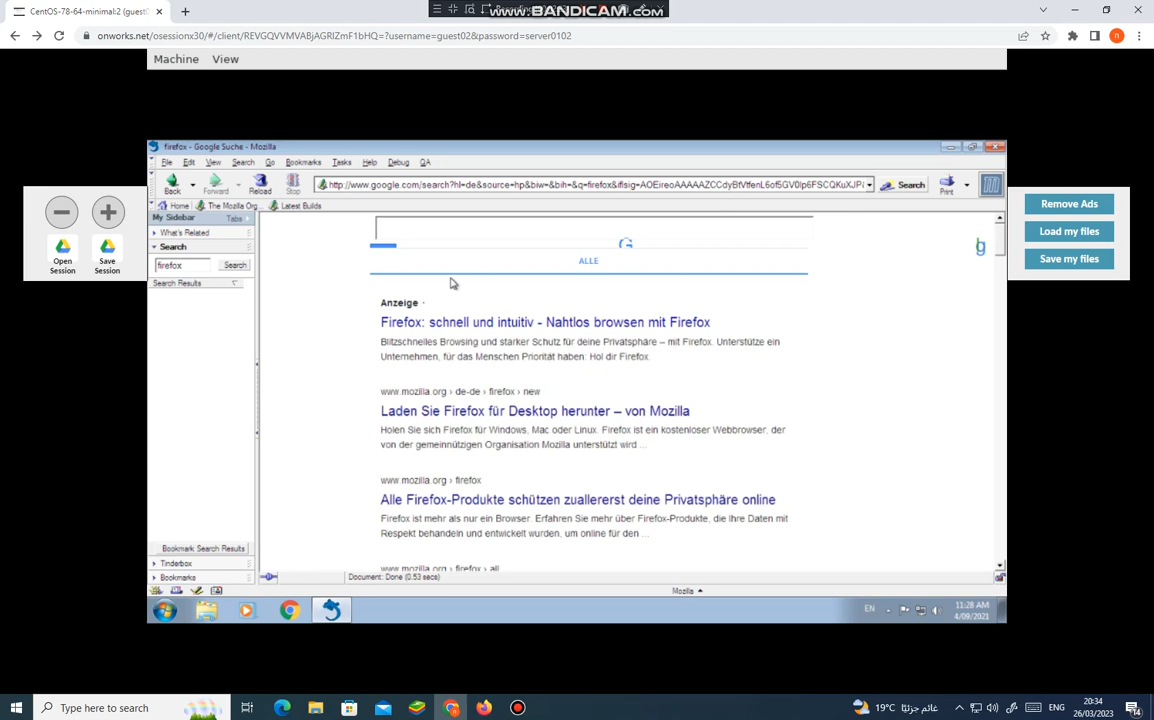 CentOS-78-64-minimal:2 (guest0
www.BANDICAM.com
onworks.net/osessionx30/#/client/REVGQVVMVABjAGRIZmF1bHQ=?username=guest02&password=server0102
Machine View
firefox - Google Suche - Mozilla
File Edit View Search Go Bookmarks Tasks Help Debug QA
Back Forward Reload Stop
Search Print
Home The Mozilla Org... Latest Builds
My Sidebar Tabs
What's Related
Search
firefox Search
Search Results
Open Session
Save Session
Remove Ads
Load my files
Save my files
G
g
ALLE
Anzeige ·
Firefox: schnell und intuitiv - Nahtlos browsen mit Firefox
Blitzschnelles Browsing und starker Schutz für deine Privatsphäre – mit Firefox. Unterstütze ein
Unternehmen, für das Menschen Priorität haben: Hol dir Firefox.
www.mozilla.org › de-de › firefox › new
Laden Sie Firefox für Desktop herunter – von Mozilla
Holen Sie sich Firefox für Windows, Mac oder Linux. Firefox ist ein kostenloser Webbrowser, der
von der gemeinnützigen Organisation Mozilla unterstützt wird ...
www.mozilla.org › firefox
Alle Firefox-Produkte schützen zuallererst deine Privatsphäre online
Firefox ist mehr als nur ein Browser. Erfahren Sie mehr über Firefox-Produkte, die Ihre Daten mit
Respekt behandeln und entwickelt wurden, um online für den ...
www.mozilla.org › firefox › all
Bookmark Search Results
Tinderbox
Bookmarks
Document: Done (0.53 secs)
Mozilla
EN
11:28 AM
4/09/2021
Type here to search
19°C غائم جزئيًا
ENG
20:34
26/03/2023
14